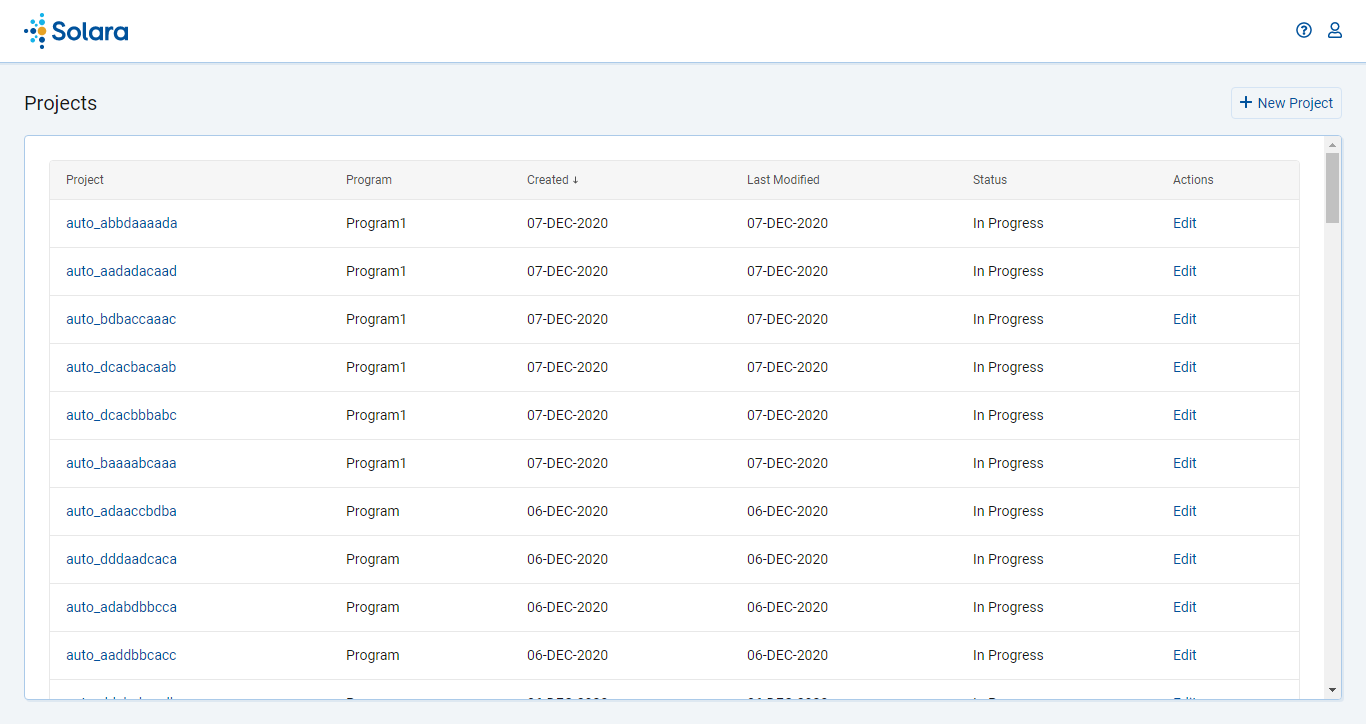 Solara
Projects
New Project
Project Program Created ↓ Last Modified Status Actions
auto_abbdaaaada Program1 07-DEC-2020 07-DEC-2020 In Progress Edit
auto_aadadacaad Program1 07-DEC-2020 07-DEC-2020 In Progress Edit
auto_bdbaccaaac Program1 07-DEC-2020 07-DEC-2020 In Progress Edit
auto_dcacbacaab Program1 07-DEC-2020 07-DEC-2020 In Progress Edit
auto_dcacbbbabc Program1 07-DEC-2020 07-DEC-2020 In Progress Edit
auto_baaaabcaaa Program1 07-DEC-2020 07-DEC-2020 In Progress Edit
auto_adaaccbdba Program 06-DEC-2020 06-DEC-2020 In Progress Edit
auto_dddaadcaca Program 06-DEC-2020 06-DEC-2020 In Progress Edit
auto_adabdbbcca Program 06-DEC-2020 06-DEC-2020 In Progress Edit
auto_aaddbbcacc Program 06-DEC-2020 06-DEC-2020 In Progress Edit